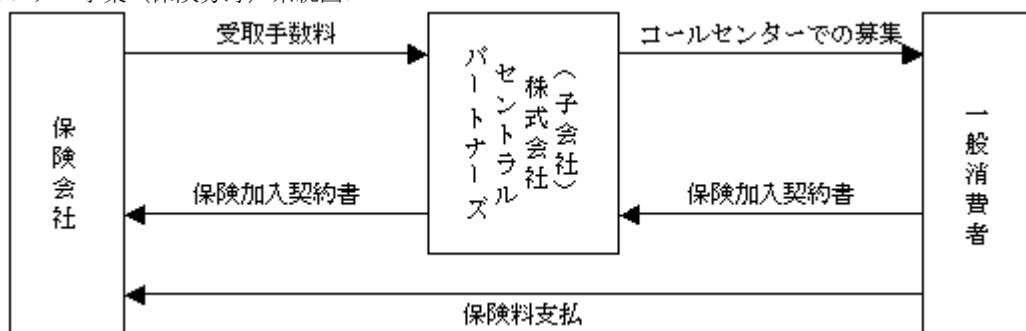 受取手数料
コールセンターでの募集
保険会社
(子会社)
株式会社
セントラル
パートナーズ
一般消費者
保険加入契約書
保険加入契約書
保険料支払